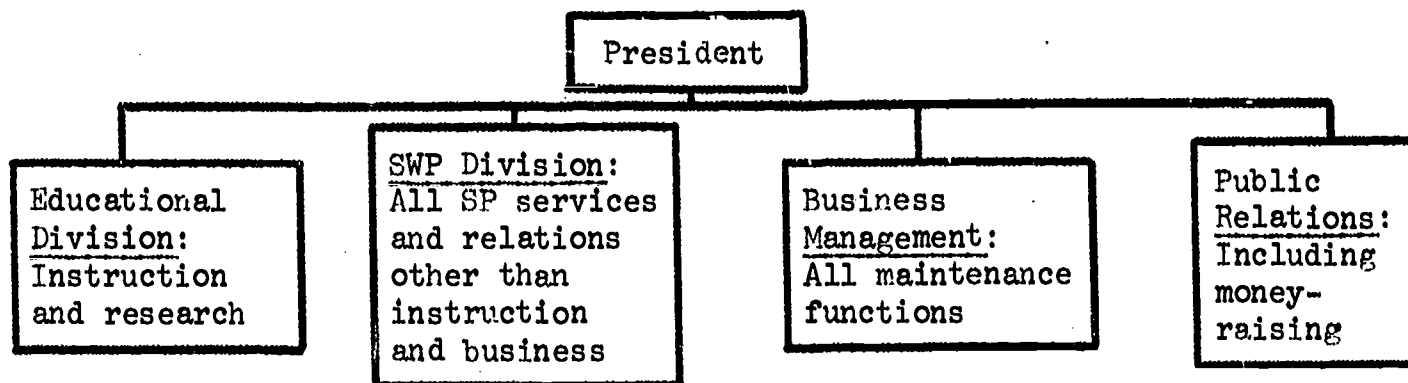 President
Educational
Division:
Instruction
and research
SWP Division:
All SP services
and relations
other than
instruction
and business
Business
Management:
All maintenance
functions
Public
Relations:
Including
money-
raising